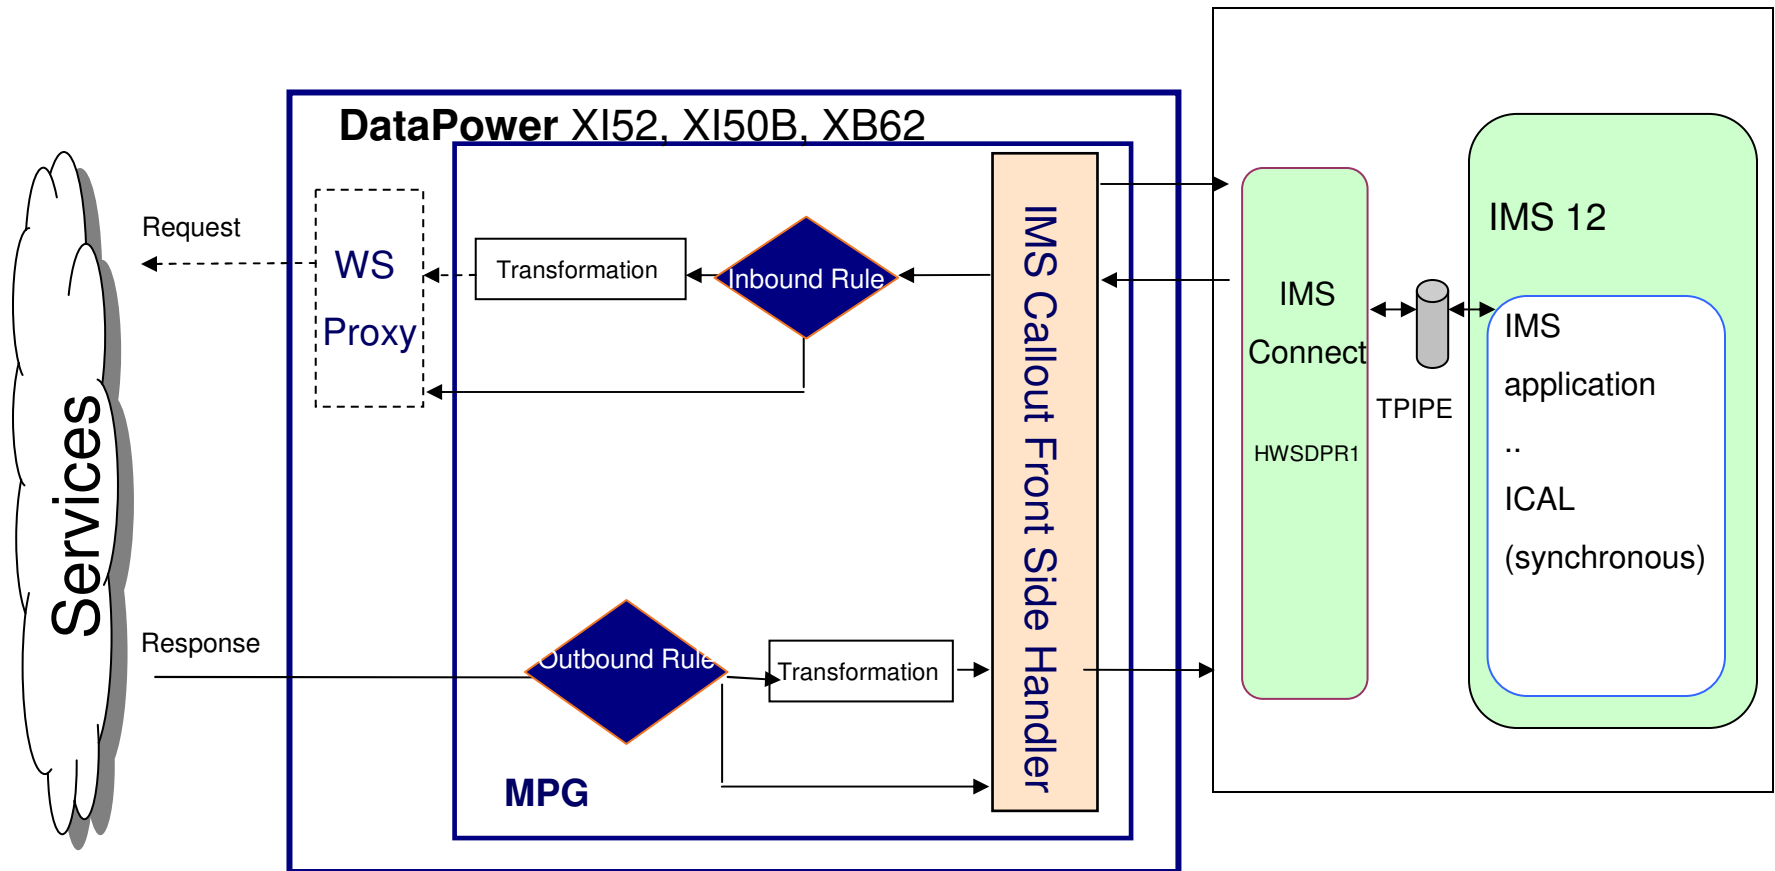 DataPower XI52, XI50B, XB62
Services
Request
WS
Proxy
Transformation
Inbound Rule
IMS Callout Front Side Handler
IMS
Connect
HWSDPR1
TPIPE
IMS 12
IMS
application
..
ICAL
(synchronous)
Response
Outbound Rule
Transformation
MPG